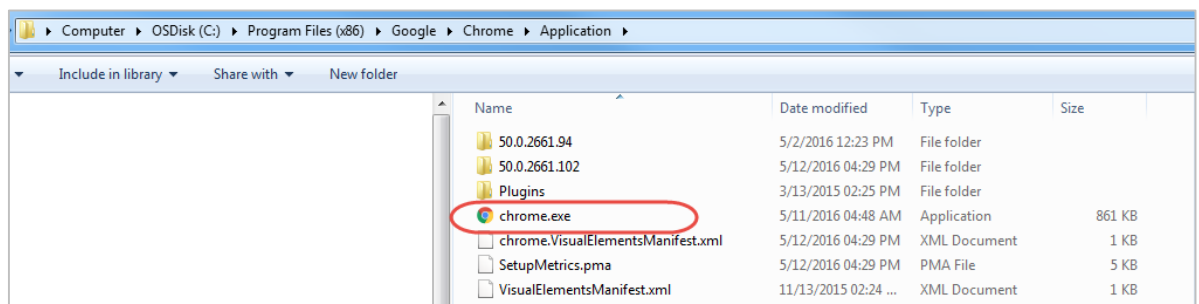 Computer OSDisk (C:) Program Files (x86) Google Chrome Application
Include in library Share with New folder
Name Date modified Type Size
50.0.2661.94 5/2/2016 12:23 PM File folder
50.0.2661.102 5/12/2016 04:29 PM File folder
Plugins 3/13/2015 02:25 PM File folder
chrome.exe 5/11/2016 04:48 AM Application 861 KB
chrome.VisualElementsManifest.xml 5/12/2016 04:29 PM XML Document 1 KB
SetupMetrics.pma 5/12/2016 04:29 PM PMA File 5 KB
VisualElementsManifest.xml 11/13/2015 02:24 ... XML Document 1 KB